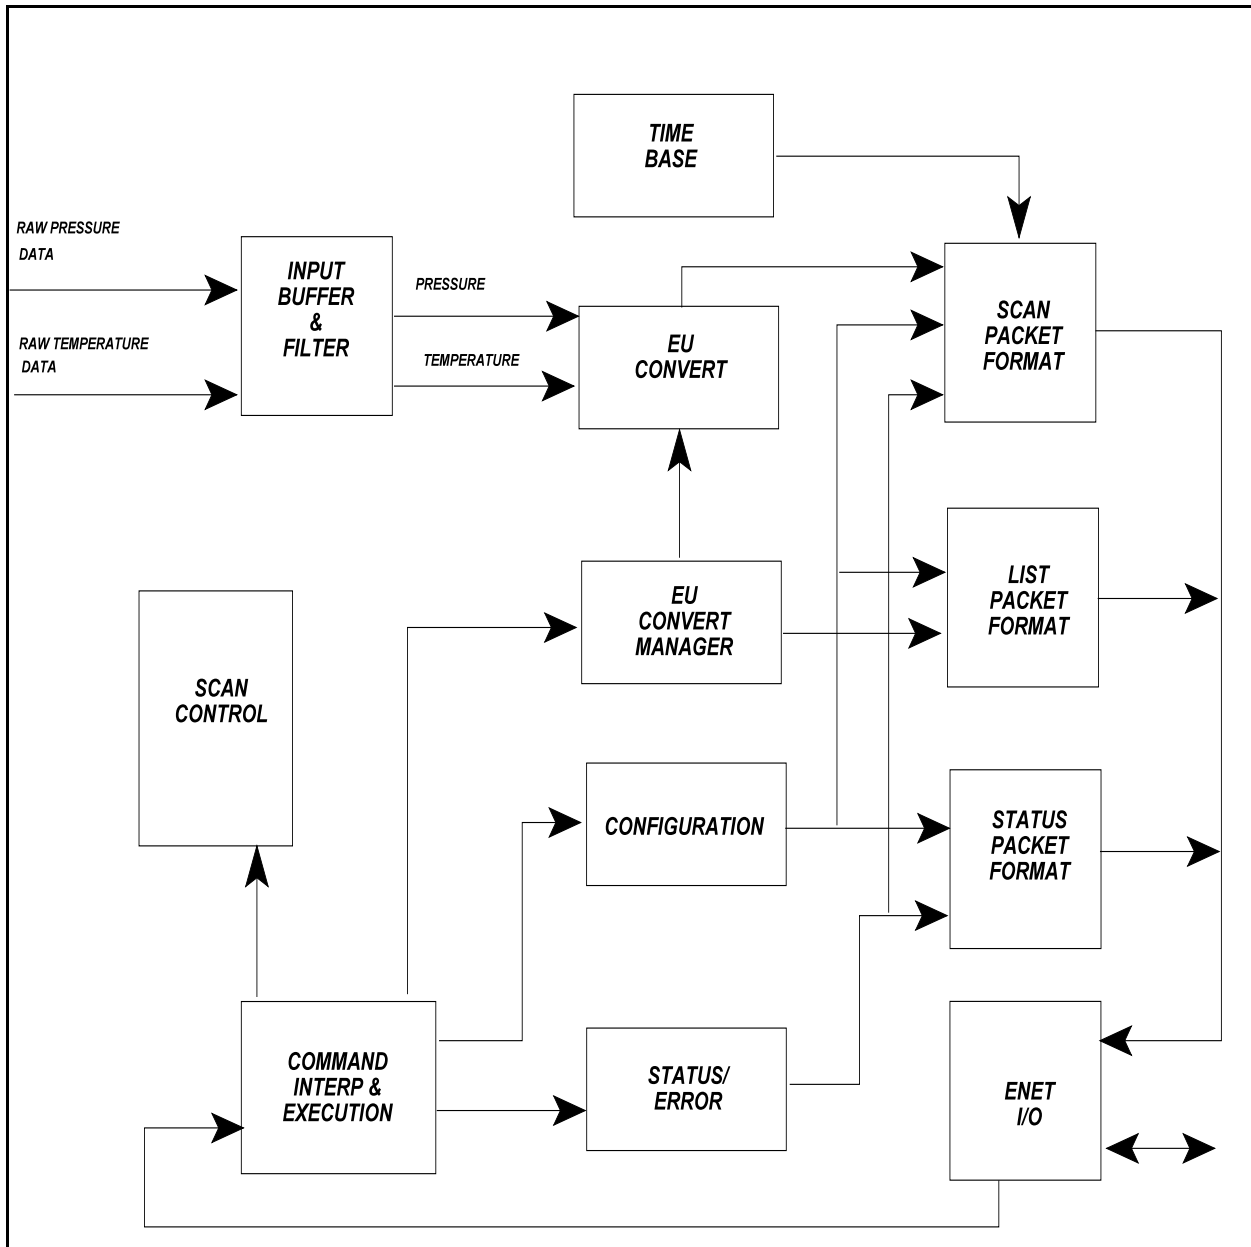 TIME
BASE
RAW PRESSURE
DATA
INPUT
BUFFER
&
FILTER
PRESSURE
SCAN
PACKET
FORMAT
RAW TEMPERATURE
DATA
TEMPERATURE
EU
CONVERT
EU
CONVERT
MANAGER
LIST
PACKET
FORMAT
SCAN
CONTROL
CONFIGURATION
STATUS
PACKET
FORMAT
COMMAND
INTERP &
EXECUTION
STATUS/
ERROR
ENET
I/O